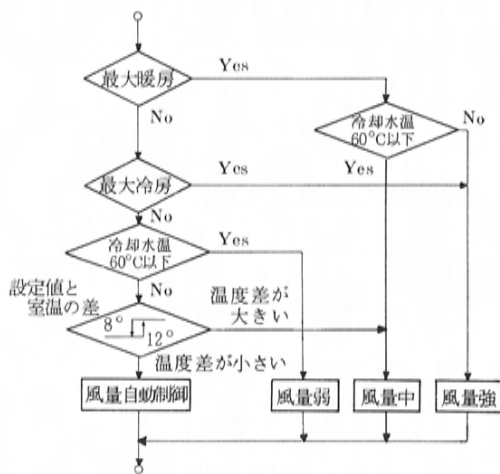 最大暖房
Yes
No
冷却水温
60°C以下
No
Yes
最大冷房
Yes
No
冷却水温
60°C以下
Yes
No
設定値と
室温の差
8°
12°
温度差が
大きい
温度差が小さい
風量自動制御
風量弱
風量中
風量強